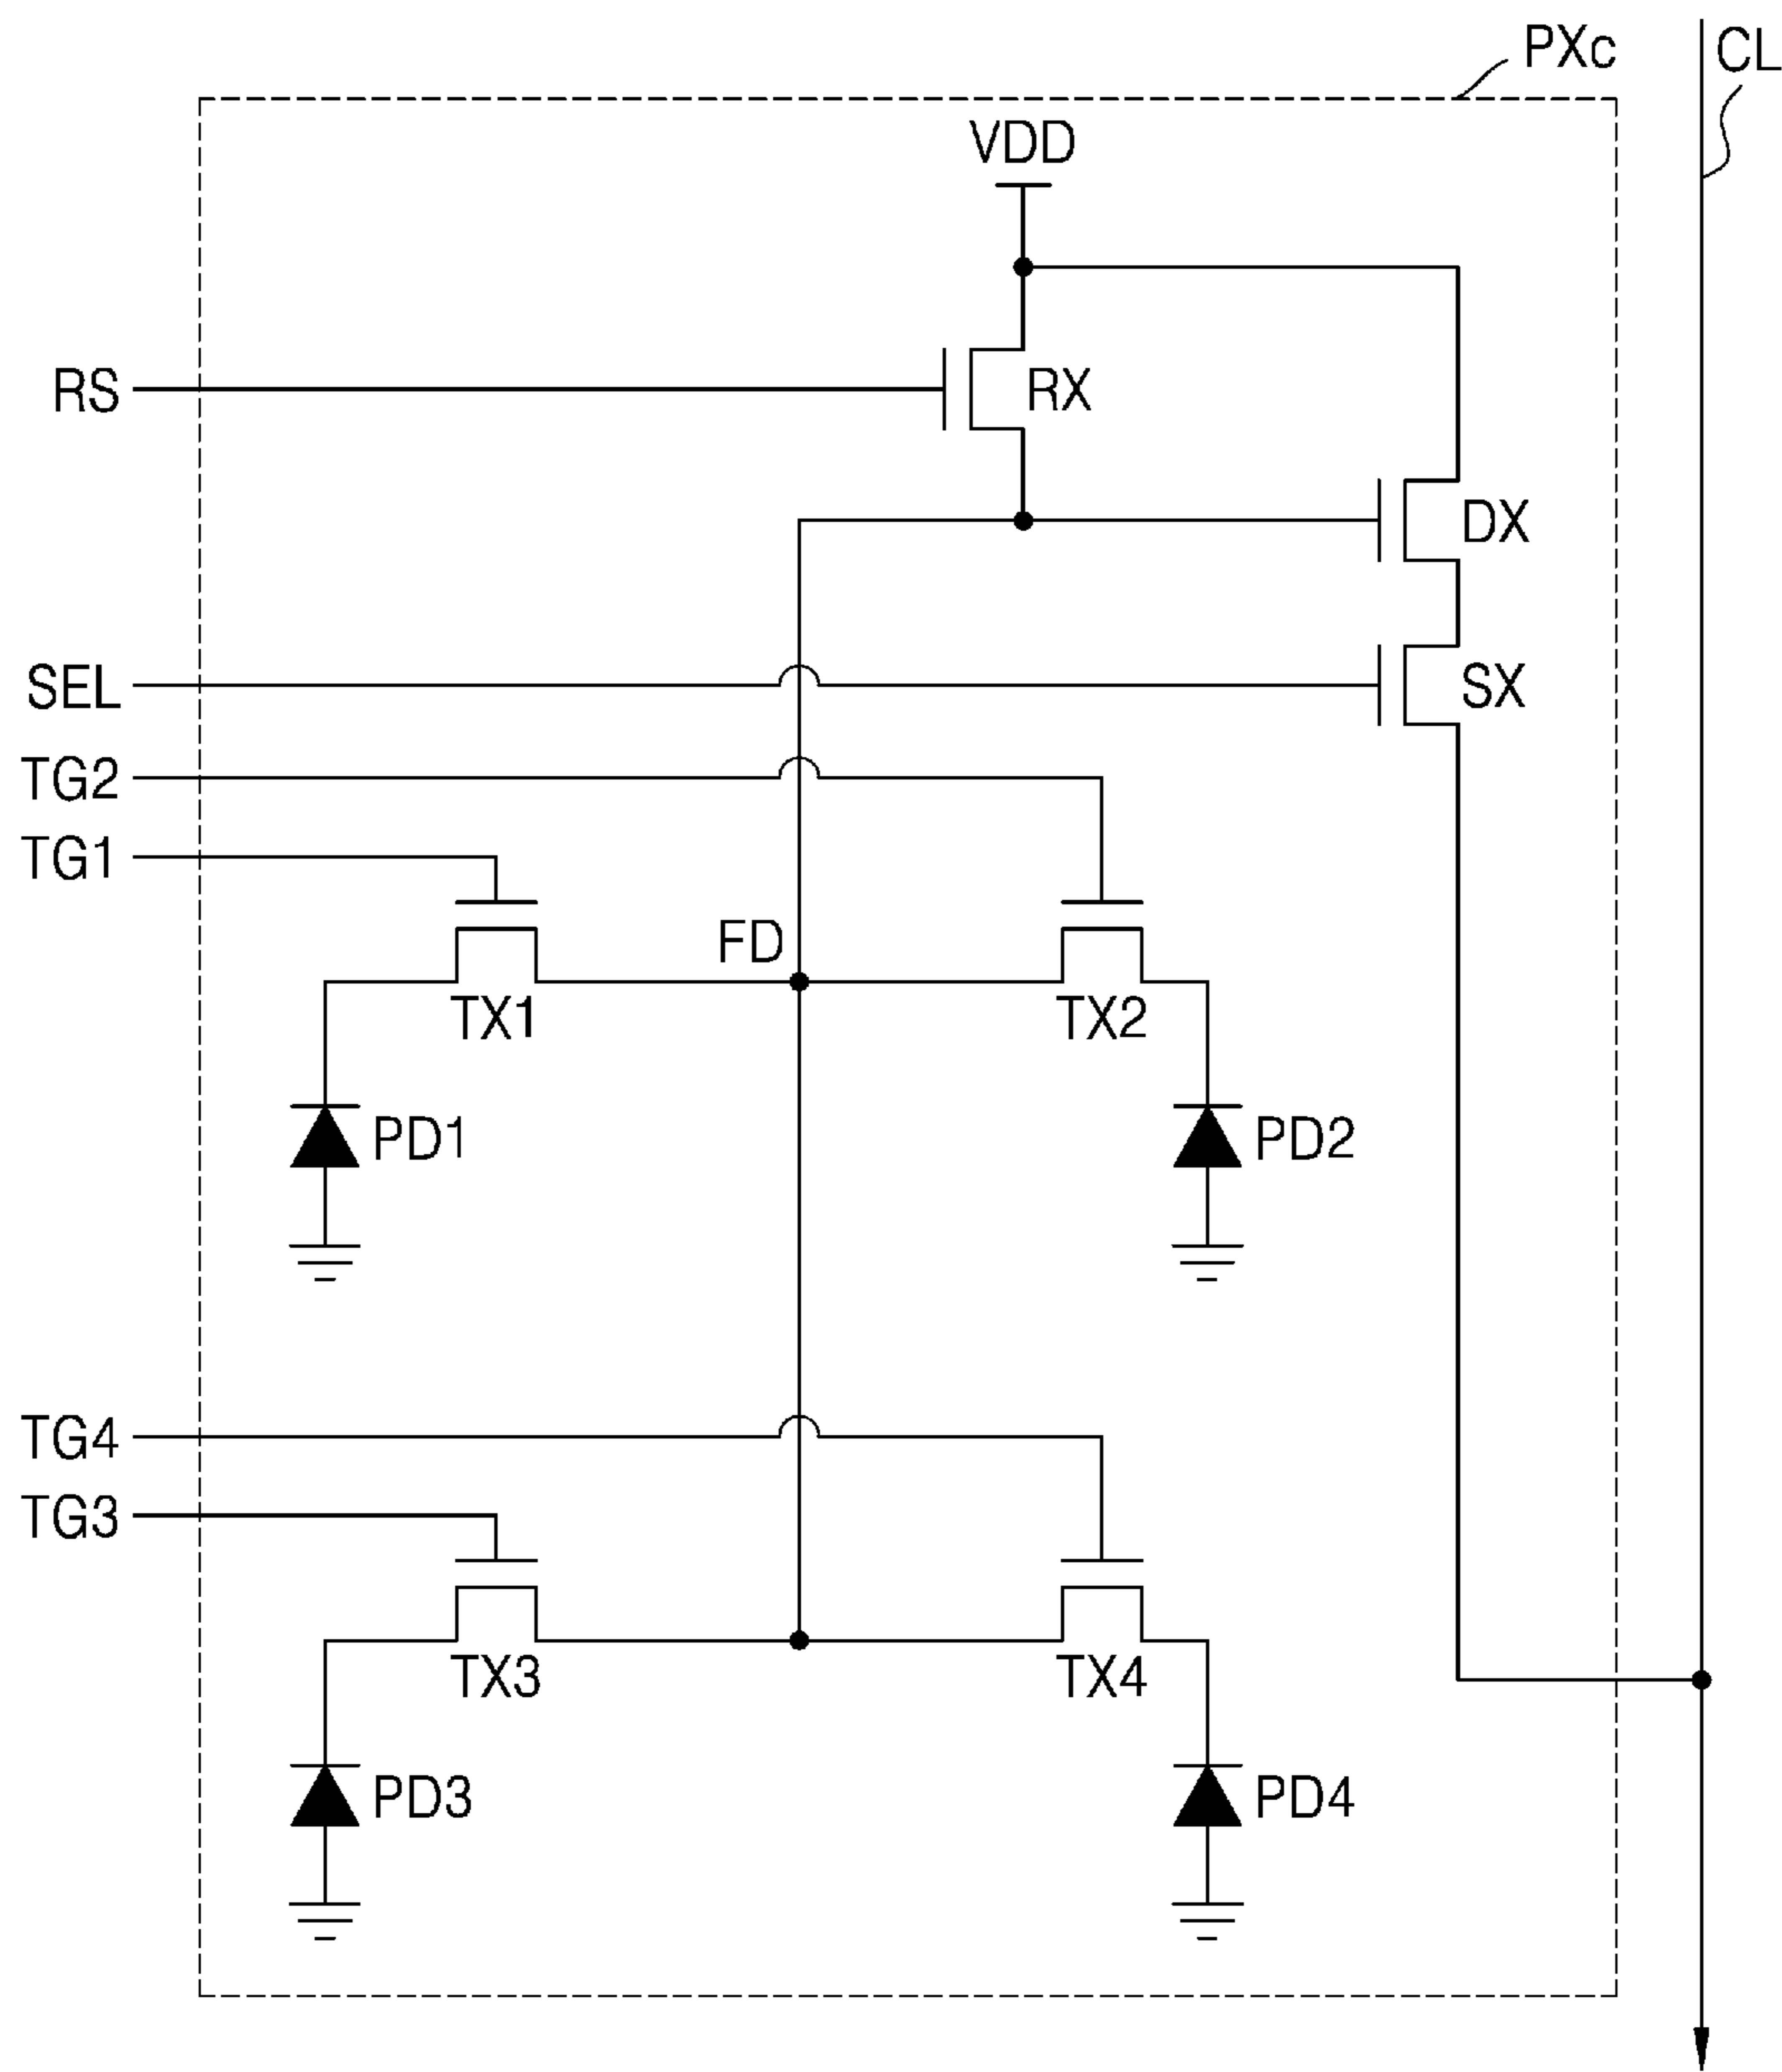 PXc
CL
VDD
RS
RX
DX
SEL
SX
TG2
TG1
FD
TX1
TX2
PD1
PD2
TG4
TG3
TX3
TX4
PD3
PD4